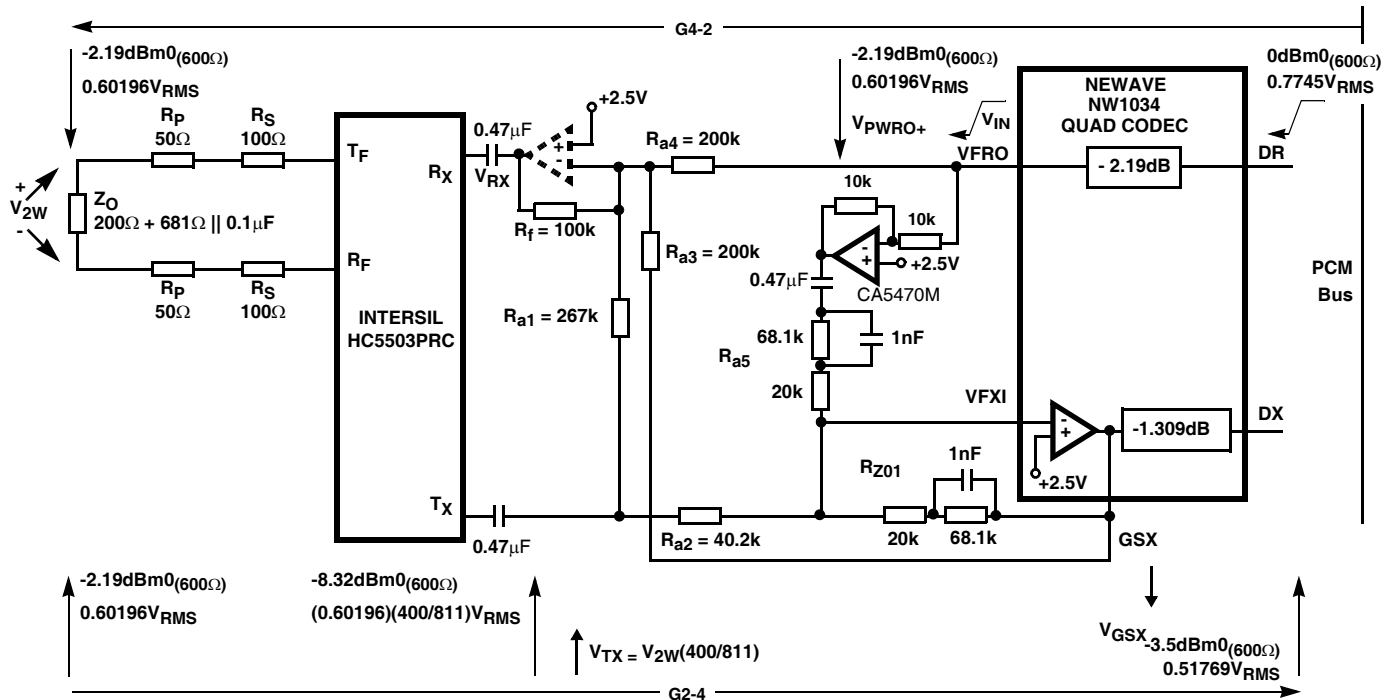 G4-2
-2.19dBm0(600Ω)
0.60196VRMS
-2.19dBm0(600Ω)
0.60196VRMS
0dBm0(600Ω)
0.7745VRMS
NEWAVE
NW1034
QUAD CODEC
+2.5V
RP
50Ω
RS
100Ω
0.47µF
Ra4 = 200k
VPWRO+
VIN
VFRO
- 2.19dB
DR
TF
RX
VRX
+
-
10k
10k
+
V2W
-
ZO
200Ω + 681Ω || 0.1µF
Rf = 100k
Ra3 = 200k
-
+
+2.5V
CA5470M
0.47µF
RF
RP
50Ω
RS
100Ω
INTERSIL
HC5503PRC
Ra1 = 267k
68.1k
1nF
Ra5
20k
PCM
Bus
VFXI
-
+
-1.309dB
DX
+2.5V
RZ01
1nF
TX
0.47µF
Ra2 = 40.2k
20k
68.1k
GSX
-2.19dBm0(600Ω)
0.60196VRMS
-8.32dBm0(600Ω)
(0.60196)(400/811)VRMS
VTX = V2W(400/811)
VGSX
-3.5dBm0(600Ω)
0.51769VRMS
G2-4